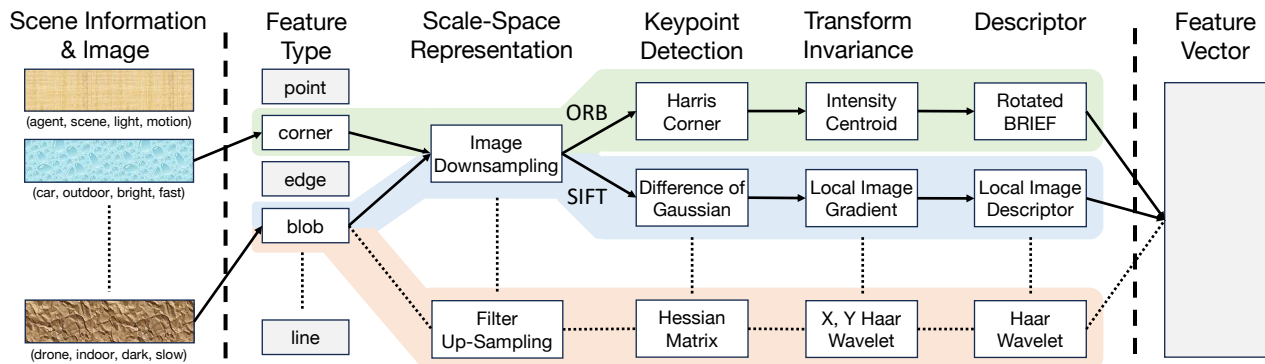 Scene Information
& Image
Feature
Type
Scale-Space
Representation
Keypoint
Detection
Transform
Invariance
Descriptor
Feature
Vector
(agent, scene, light, motion)
(car, outdoor, bright, fast)
(drone, indoor, dark, slow)
point
corner
edge
blob
line
Image
Downsampling
Filter
Up-Sampling
ORB
SIFT
Harris
Corner
Intensity
Centroid
Rotated
BRIEF
Difference of
Gaussian
Local Image
Gradient
Local Image
Descriptor
Hessian
Matrix
X, Y Haar
Wavelet
Haar
Wavelet